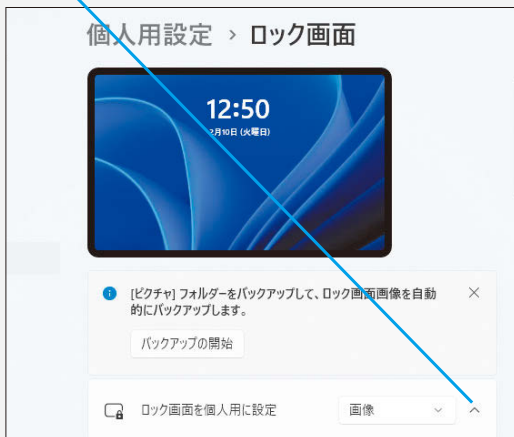 個人用設定 › ロック画面
12:50
2月10日 (火曜日)
[ピクチャ] フォルダーをバックアップして、ロック画面画像を自動
的にバックアップします。
バックアップの開始
ロック画面を個人用に設定 画像